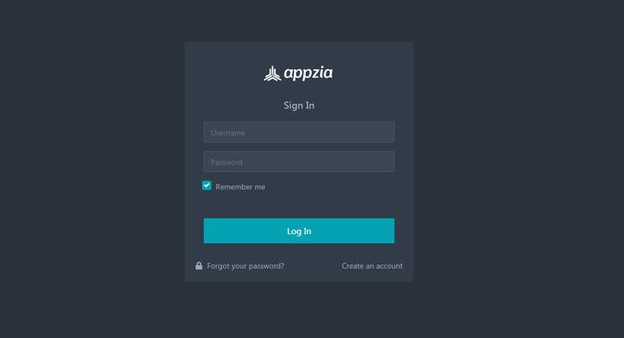 appzia
Sign In
Username
Password
Remember me
Log In
Forgot your password? Create an account